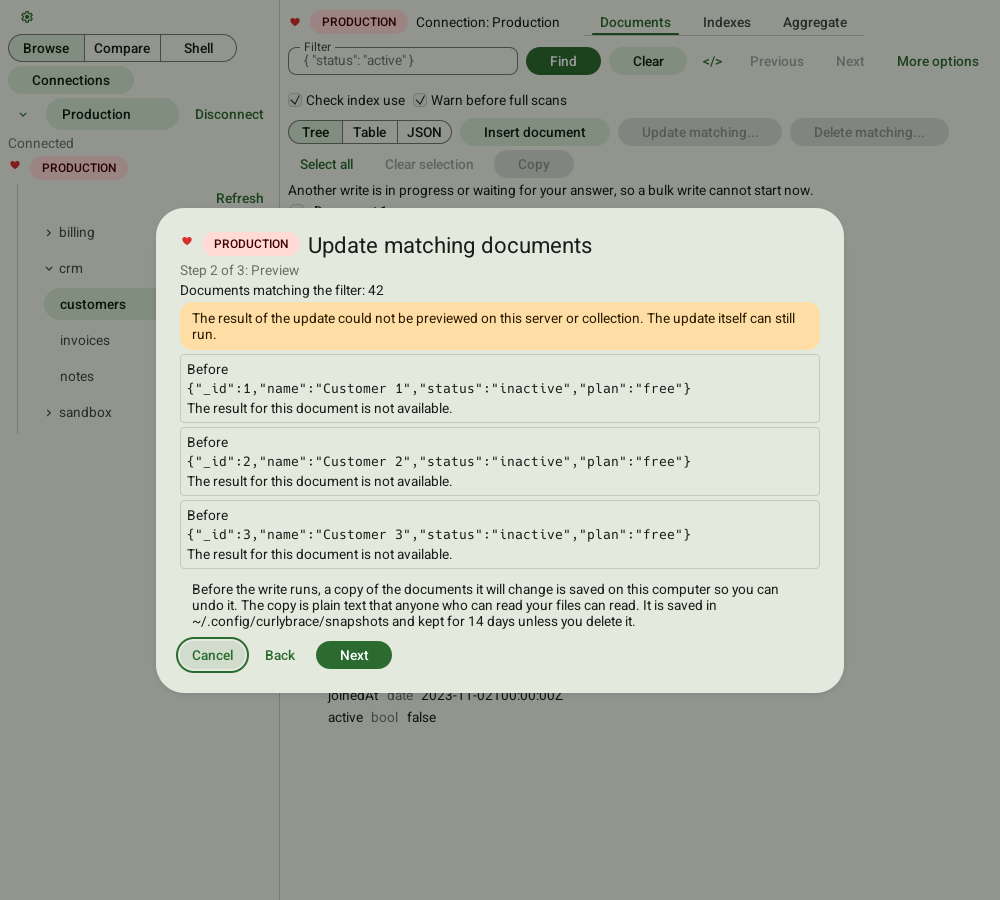 Browse Compare Shell
Connections
Production Disconnect
Connected
PRODUCTION
Refresh
billing
crm
customers
invoices
notes
sandbox
PRODUCTION Connection: Production Documents Indexes Aggregate
Filter
{ "status": "active" } Find Clear </> Previous Next More options
Check index use Warn before full scans
Tree Table JSON Insert document Update matching... Delete matching...
Select all Clear selection Copy
Another write is in progress or waiting for your answer, so a bulk write cannot start now.
PRODUCTION Update matching documents
Step 2 of 3: Preview
Documents matching the filter: 42
The result of the update could not be previewed on this server or collection. The update itself can still
run.
Before
{"_id":1,"name":"Customer 1","status":"inactive","plan":"free"}
The result for this document is not available.
Before
{"_id":2,"name":"Customer 2","status":"inactive","plan":"free"}
The result for this document is not available.
Before
{"_id":3,"name":"Customer 3","status":"inactive","plan":"free"}
The result for this document is not available.
Before the write runs, a copy of the documents it will change is saved on this computer so you can
undo it. The copy is plain text that anyone who can read your files can read. It is saved in
~/.config/curlybrace/snapshots and kept for 14 days unless you delete it.
Cancel Back Next
joinedAt date 2023-11-02T00:00:00Z
active bool false